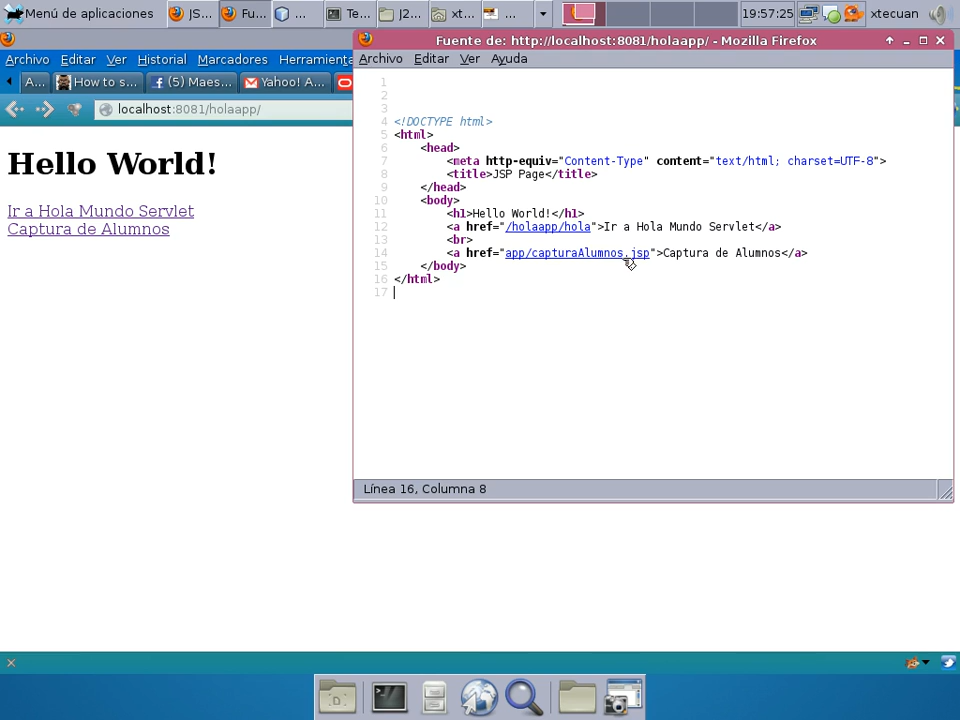 Menú de aplicaciones
JS...
Fu...
...
Te...
J2...
xt...
...
19:57:25
xtecuan
Fuente de: http://localhost:8081/holaapp/ - Mozilla Firefox
Archivo Editar Ver Historial Marcadores Herramienta
Archivo Editar Ver Ayuda
A...
How to s...
(5) Maes...
Yahoo! A...
localhost:8081/holaapp/
Hello World!
Ir a Hola Mundo Servlet
Captura de Alumnos
1
2
3
4 <!DOCTYPE html>
5 <html>
6 <head>
7 <meta http-equiv="Content-Type" content="text/html; charset=UTF-8">
8 <title>JSP Page</title>
9 </head>
10 <body>
11 <h1>Hello World!</h1>
12 <a href="/holaapp/hola">Ir a Hola Mundo Servlet</a>
13 <br>
14 <a href="app/capturaAlumnos.jsp">Captura de Alumnos</a>
15 </body>
16 </html>
17
Línea 16, Columna 8